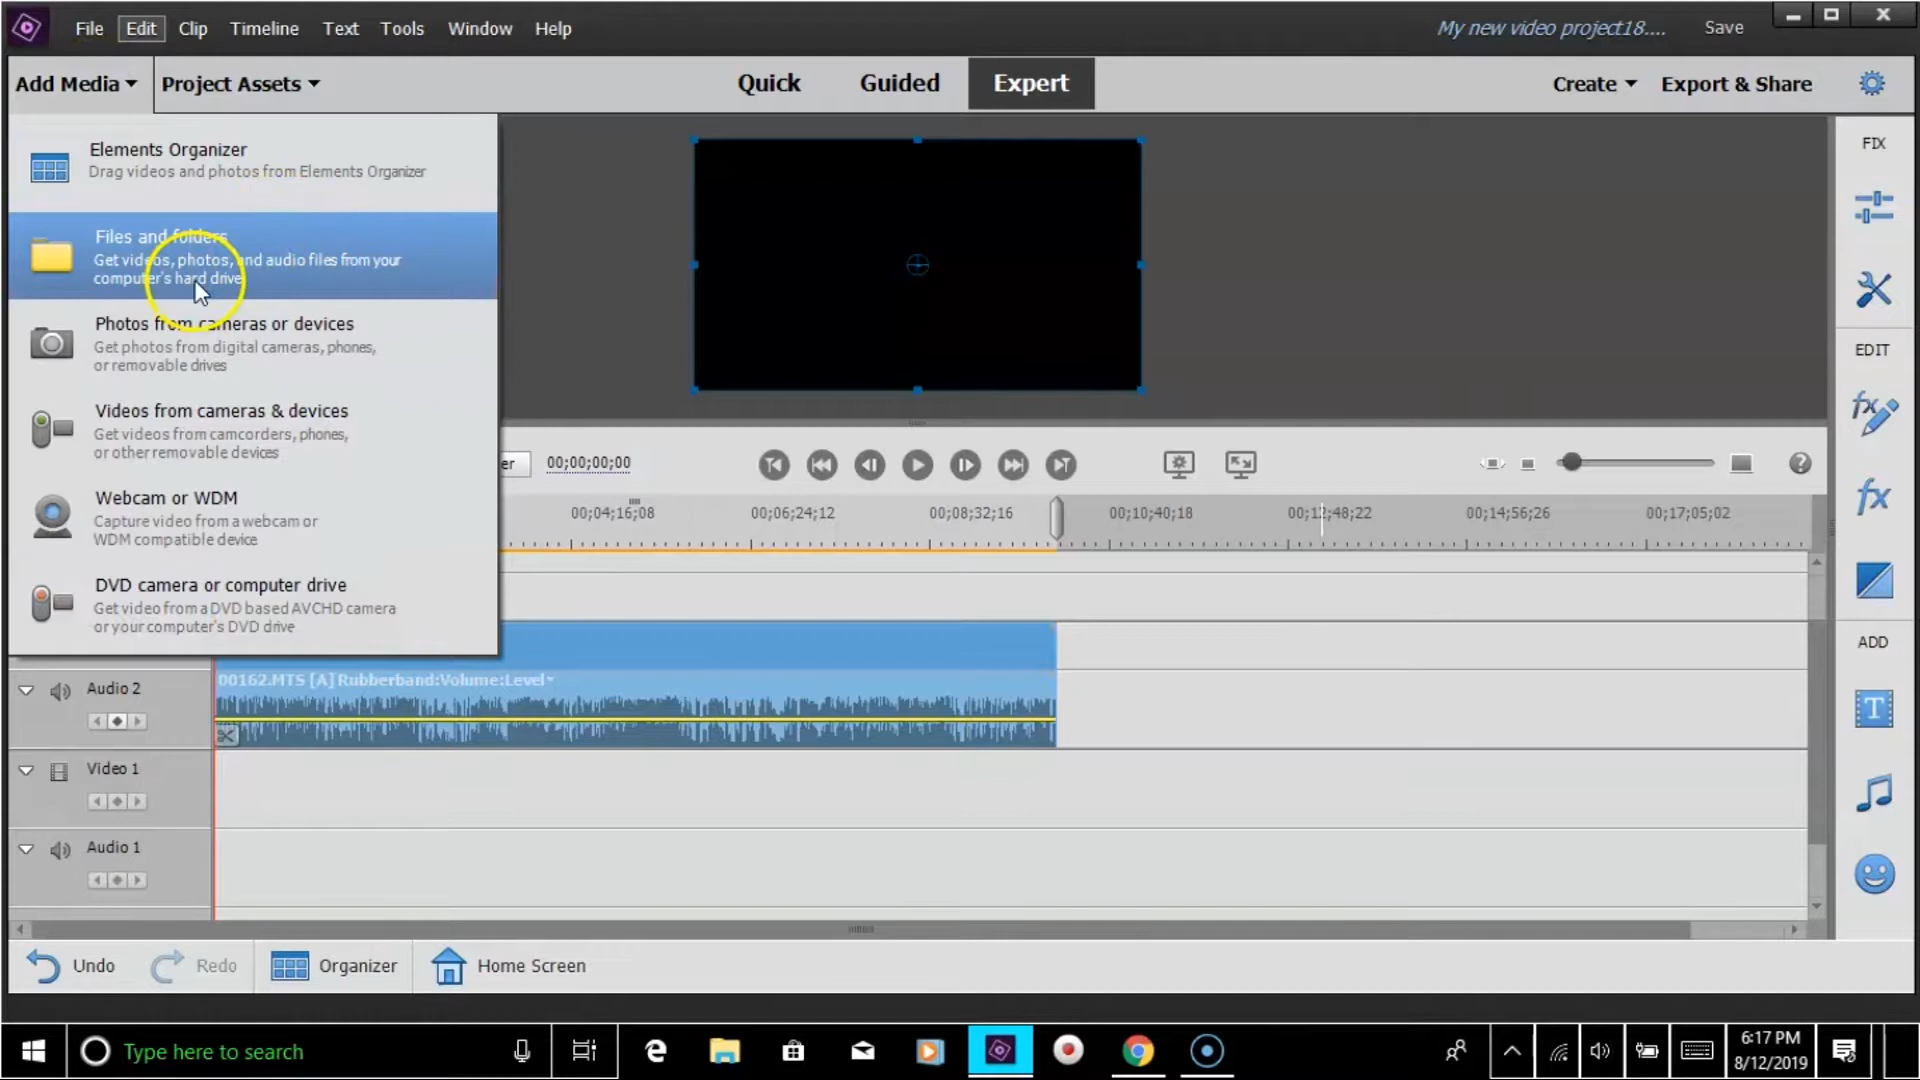 File Edit Clip Timeline Text Tools Window Help
My new video project18.... Save
Add Media Project Assets
Quick Guided Expert
Create Export & Share
Elements Organizer
Drag videos and photos from Elements Organizer
Files and folders
Get videos, photos, and audio files from your
computer's hard drive
Photos from cameras or devices
Get photos from digital cameras, phones,
or removable drives
Videos from cameras & devices
Get videos from camcorders, phones,
or other removable devices
Webcam or WDM
Capture video from a webcam or
WDM compatible device
DVD camera or computer drive
Get video from a DVD based AVCHD camera
or your computer's DVD drive
FIX
EDIT
ADD
er 00;00;00;00
00;04;16;08 00;06;24;12 00;08;32;16 00;10;40;18 00;12;48;22 00;14;56;26 00;17;05;02
Audio 2
00162.MTS [A] Rubberband:Volume:Level
Video 1
Audio 1
Undo Redo Organizer Home Screen
Type here to search
6:17 PM
8/12/2019